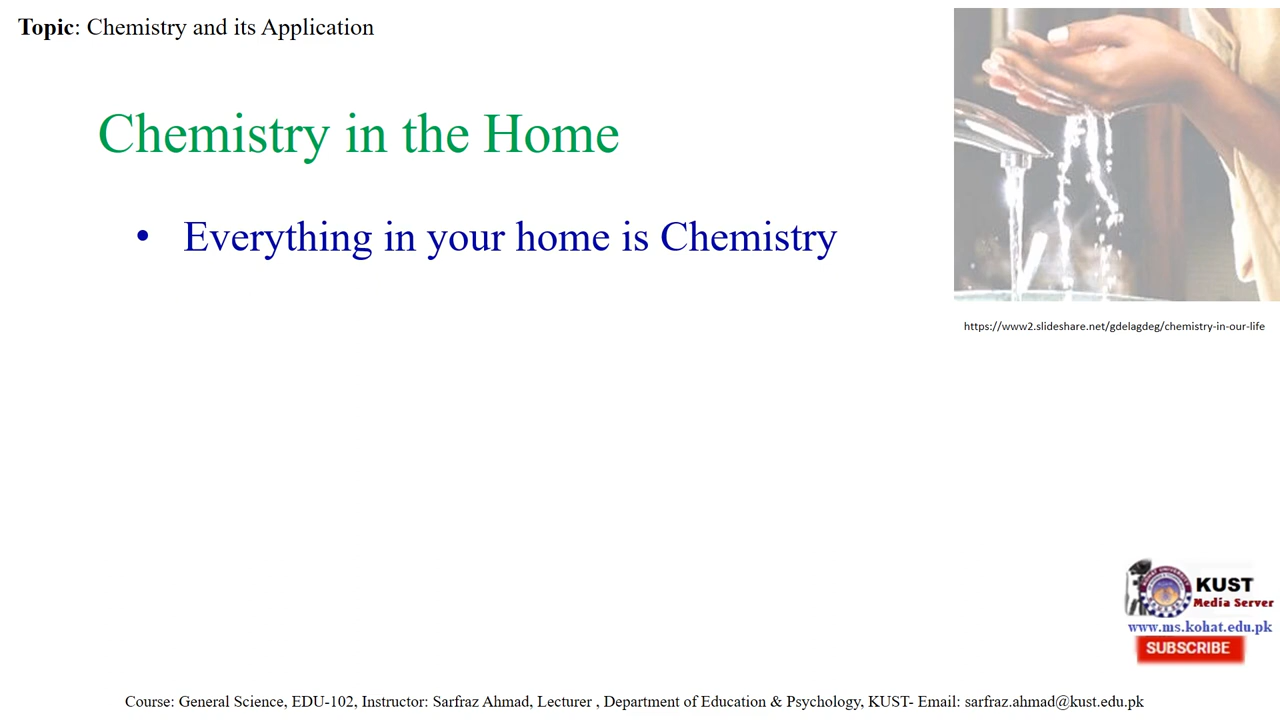 Topic: Chemistry and its Application
Chemistry in the Home
• Everything in your home is Chemistry
https://www2.slideshare.net/gdelagdeg/chemistry-in-our-life
KUST
Media Server
www.ms.kohat.edu.pk
SUBSCRIBE
Course: General Science, EDU-102, Instructor: Sarfraz Ahmad, Lecturer , Department of Education & Psychology, KUST- Email: sarfraz.ahmad@kust.edu.pk